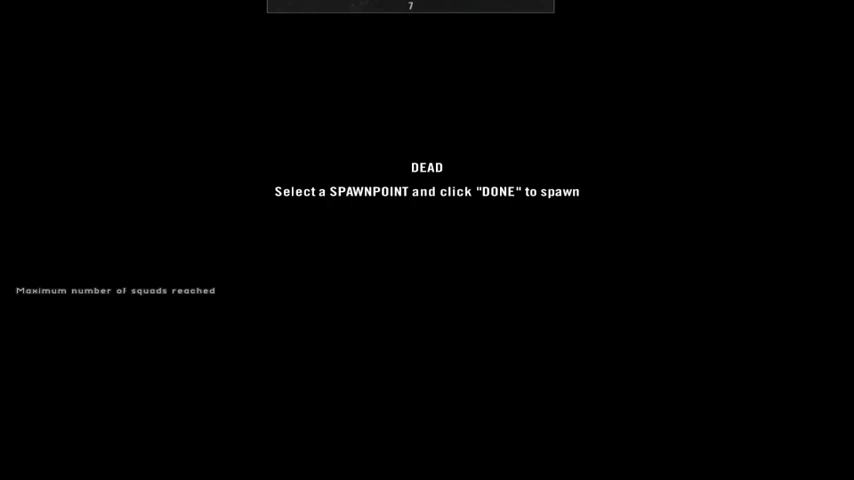 7
DEAD
Select a SPAWNPOINT and click "DONE" to spawn
Maximum number of squads reached